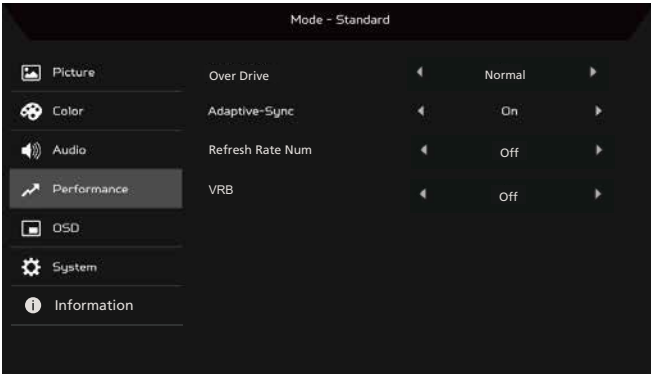 Mode - Standard
Picture
Over Drive Normal
Color
Adaptive-Sync On
Audio
Refresh Rate Num Off
Performance
VRB Off
OSD
System
Information